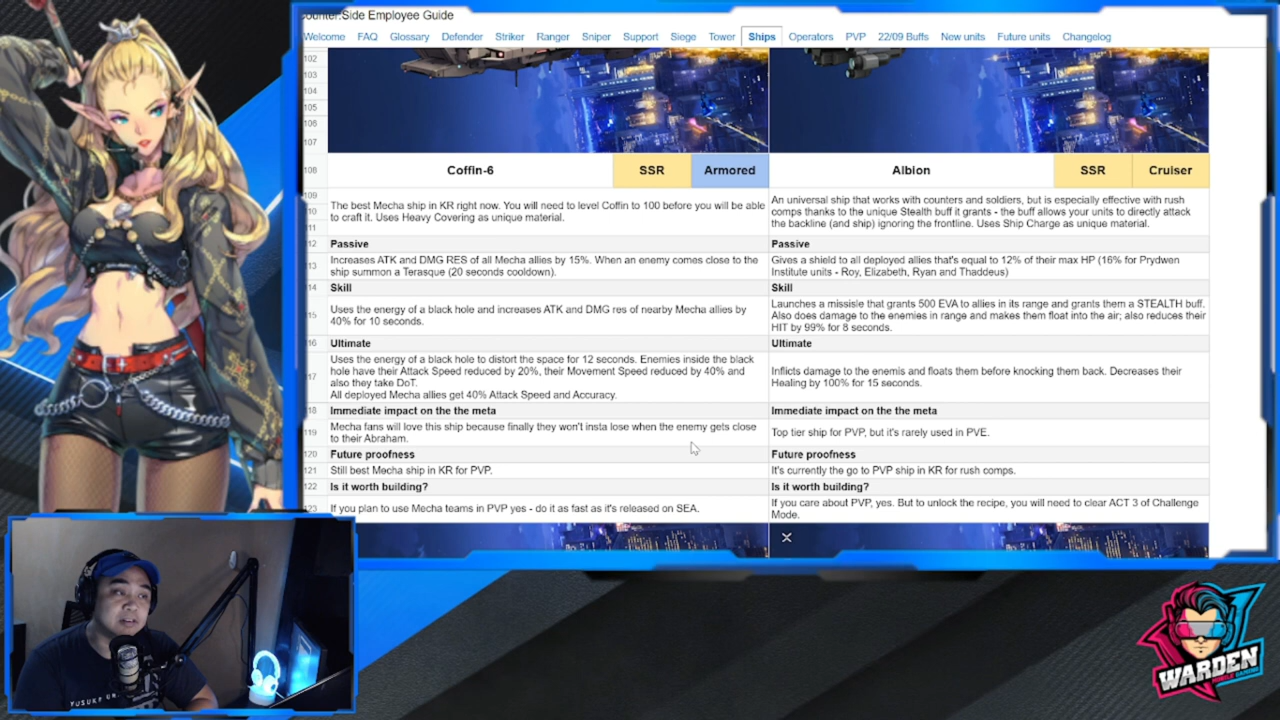 ounter:Side Employee Guide
Welcome FAQ Glossary Defender Striker Ranger Sniper Support Siege Tower Ships Operators PVP 22/09 Buffs New units Future units Changelog
102
103
104
105
106
107
108 Coffin-6 SSR Armored Albion SSR Cruiser
109
110
111
The best Mecha ship in KR right now. You will need to level Coffin to 100 before you will be able
to craft it. Uses Heavy Covering as unique material.
An universal ship that works with counters and soldiers, but is especially effective with rush
comps thanks to the unique Stealth buff it grants - the buff allows your units to directly attack
the backline (and ship) ignoring the frontline. Uses Ship Charge as unique material.
112 Passive Passive
113
Increases ATK and DMG RES of all Mecha allies by 15%. When an enemy comes close to the
ship summon a Terasque (20 seconds cooldown).
Gives a shield to all deployed allies that's equal to 12% of their max HP (16% for Prydwen
Institute units - Roy, Elizabeth, Ryan and Thaddeus)
114 Skill Skill
115
Uses the energy of a black hole and increases ATK and DMG res of nearby Mecha allies by
40% for 10 seconds.
Launches a missisle that grants 500 EVA to allies in its range and grants them a STEALTH buff.
Also does damage to the enemies in range and makes them float into the air; also reduces their
HIT by 99% for 8 seconds.
116 Ultimate Ultimate
117
Uses the energy of a black hole to distort the space for 12 seconds. Enemies inside the black
hole have their Attack Speed reduced by 20%, their Movement Speed reduced by 40% and
also they take DoT.
All deployed Mecha allies get 40% Attack Speed and Accuracy.
Inflicts damage to the enemis and floats them before knocking them back. Decreases their
Healing by 100% for 15 seconds.
118 Immediate impact on the the meta Immediate impact on the the meta
119
Mecha fans will love this ship because finally they won't insta lose when the enemy gets close
to their Abraham.
Top tier ship for PVP, but it's rarely used in PVE.
120 Future proofness Future proofness
121 Still best Mecha ship in KR for PVP. It's currently the go to PVP ship in KR for rush comps.
122 Is it worth building? Is it worth building?
123
If you plan to use Mecha teams in PVP yes - do it as fast as it's released on SEA.
If you care about PVP, yes. But to unlock the recipe, you will need to clear ACT 3 of Challenge
Mode.
WARDEN
MOBILE GAMING